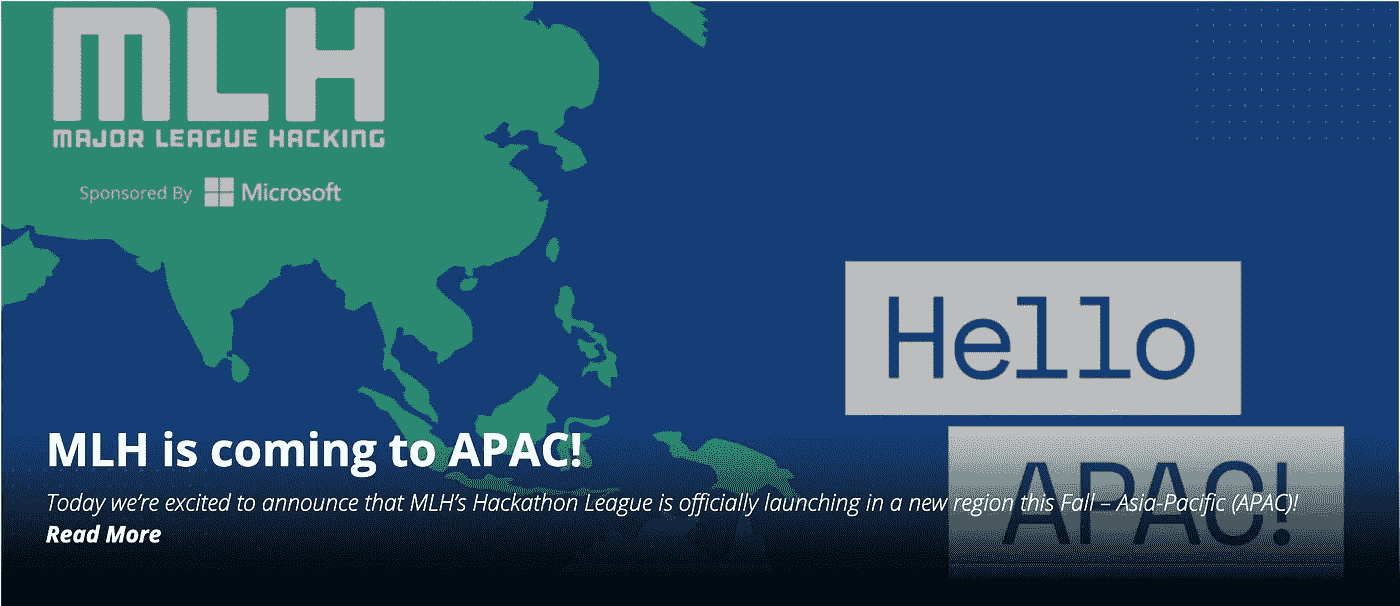 MLH
MAJOR LEAGUE HACKING
Sponsored By Microsoft
Hello
APAC!
MLH is coming to APAC!
Today we're excited to announce that MLH's Hackathon League is officially launching in a new region this Fall – Asia-Pacific (APAC)!
Read More